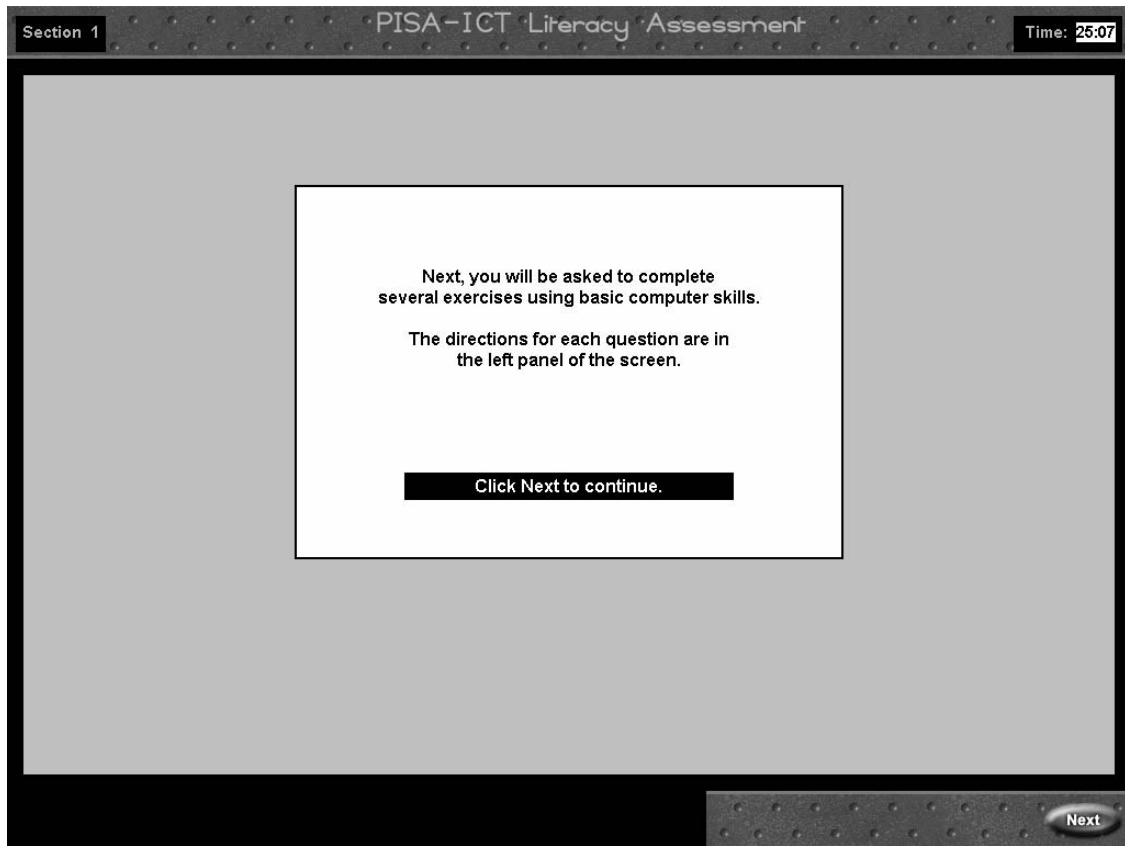 Section 1
PISA-ICT Literacy Assessment
Time: 25:07
Next, you will be asked to complete
several exercises using basic computer skills.
The directions for each question are in
the left panel of the screen.
Click Next to continue.
Next